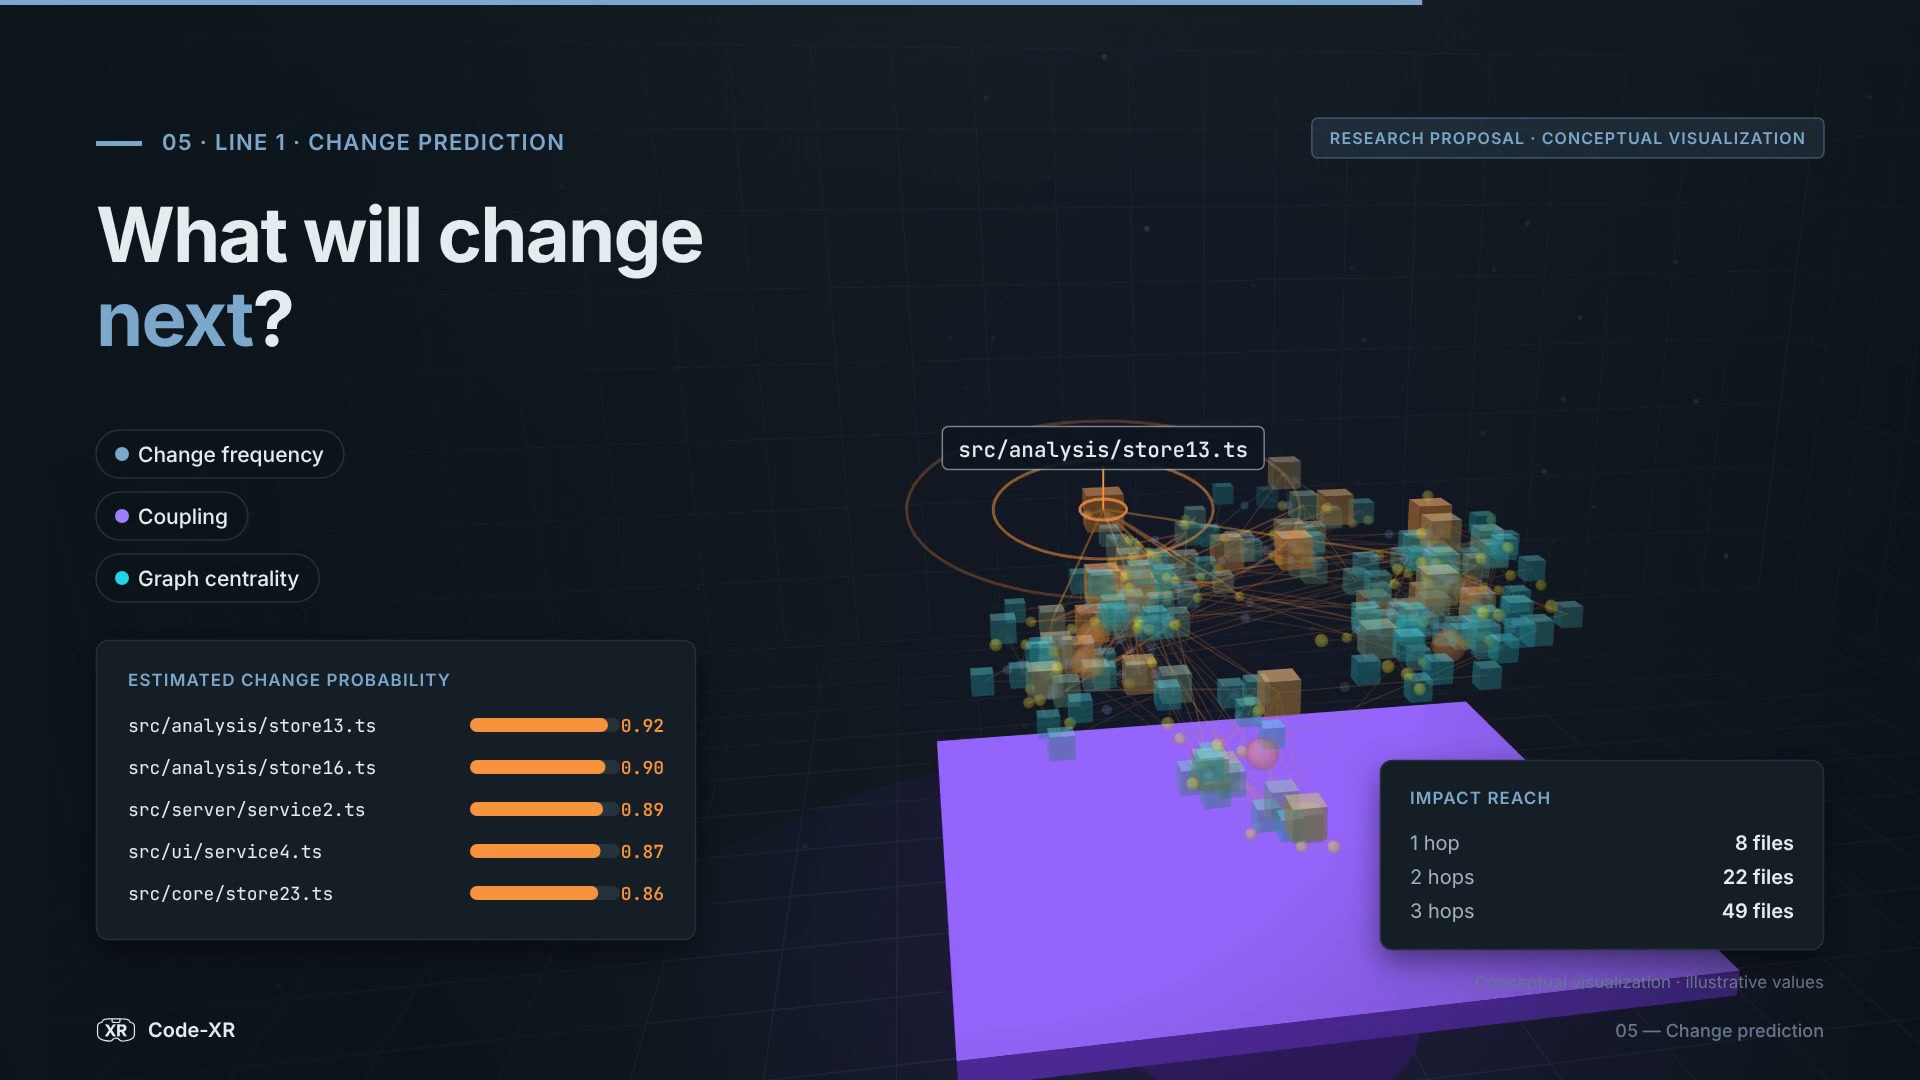 05 · LINE 1 · CHANGE PREDICTION
RESEARCH PROPOSAL · CONCEPTUAL VISUALIZATION
What will change
next?
Change frequency
Coupling
Graph centrality
src/analysis/store13.ts
ESTIMATED CHANGE PROBABILITY
src/analysis/store13.ts 0.92
src/analysis/store16.ts 0.90
src/server/service2.ts 0.89
src/ui/service4.ts 0.87
src/core/store23.ts 0.86
IMPACT REACH
1 hop 8 files
2 hops 22 files
3 hops 49 files
Conceptual visualization · illustrative values
XR Code-XR
05 — Change prediction